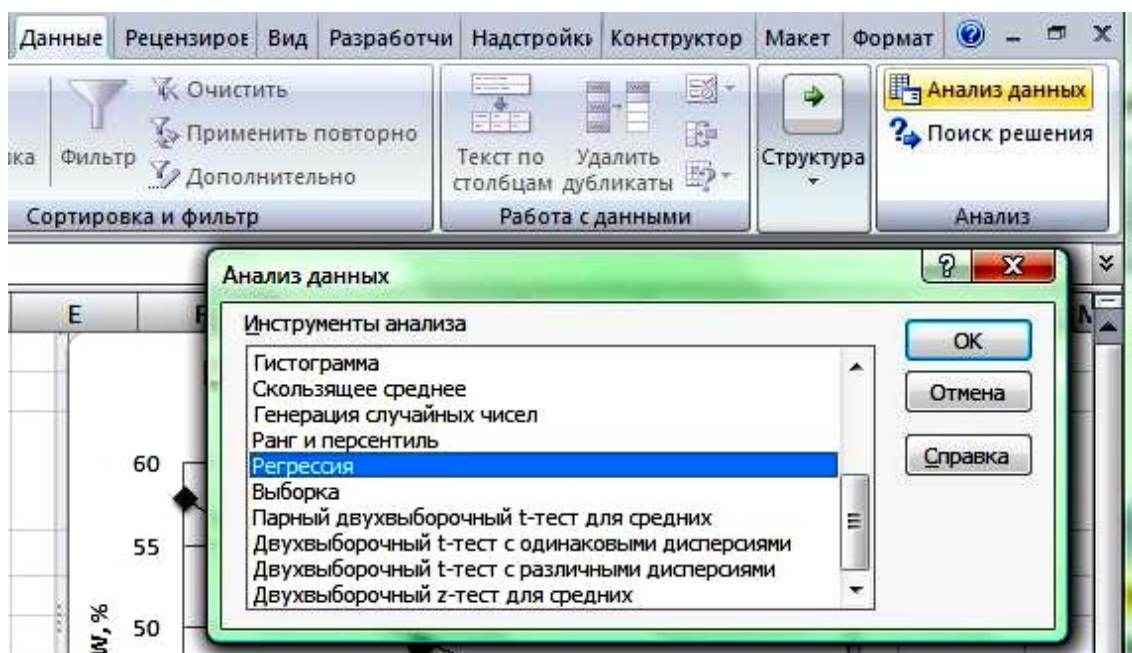 Данные Рецензиров Вид Разработчи Надстройки Конструктор Макет Формат
Очистить
Применить повторно
Дополнительно
Фильтр
Сортировка и фильтр
Текст по столбцам
Удалить дубликаты
Работа с данными
Структура
Анализ данных
Поиск решения
Анализ
Анализ данных
Инструменты анализа
Гистограмма
Скользящее среднее
Генерация случайных чисел
Ранг и персентиль
Регрессия
Выборка
Парный двухвыборочный t-тест для средних
Двухвыборочный t-тест с одинаковыми дисперсиями
Двухвыборочный t-тест с различными дисперсиями
Двухвыборочный z-тест для средних
OK
Отмена
Справка
E
60
55
50
w, %